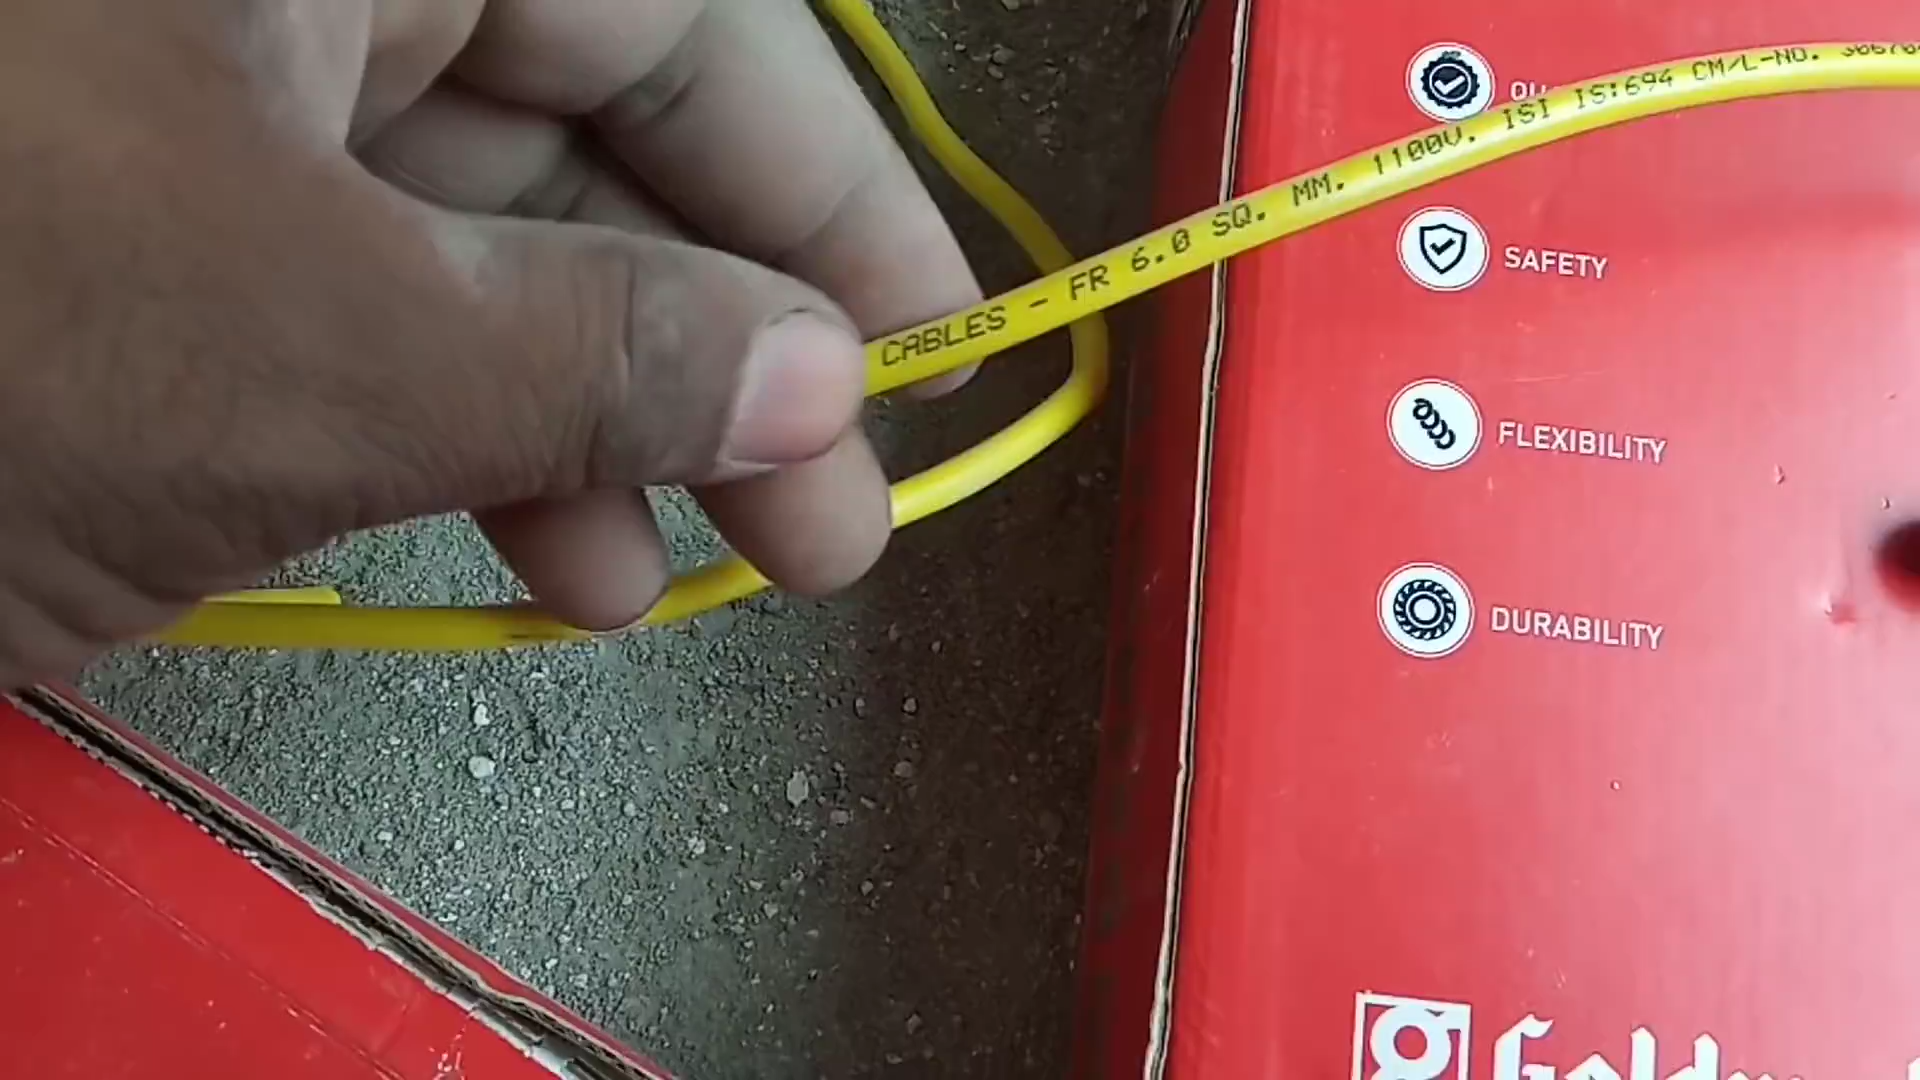 CABLES - FR 6.0 SQ. MM. 1100V. ISI IS:694 CM/L-NO.
SAFETY
FLEXIBILITY
DURABILITY